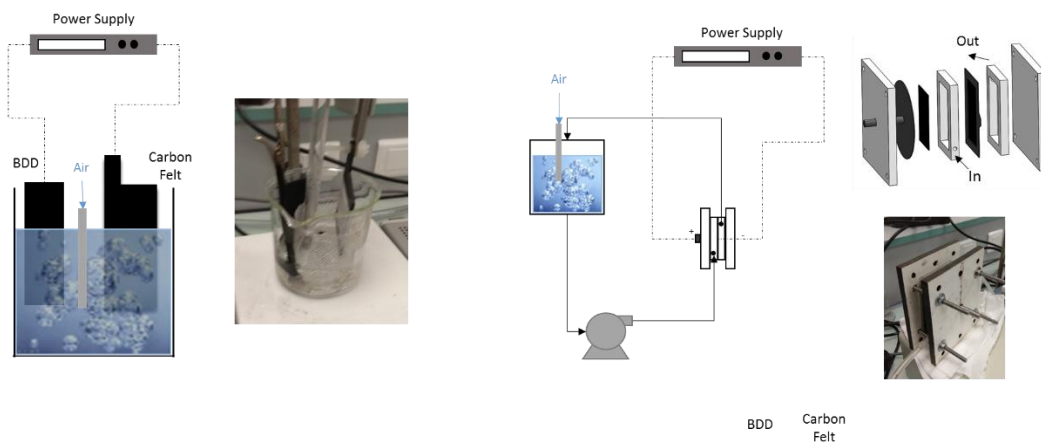 Power Supply
BDD
Air
Carbon
Felt
Power Supply
Air
+
-
Out
In
BDD
Carbon
Felt